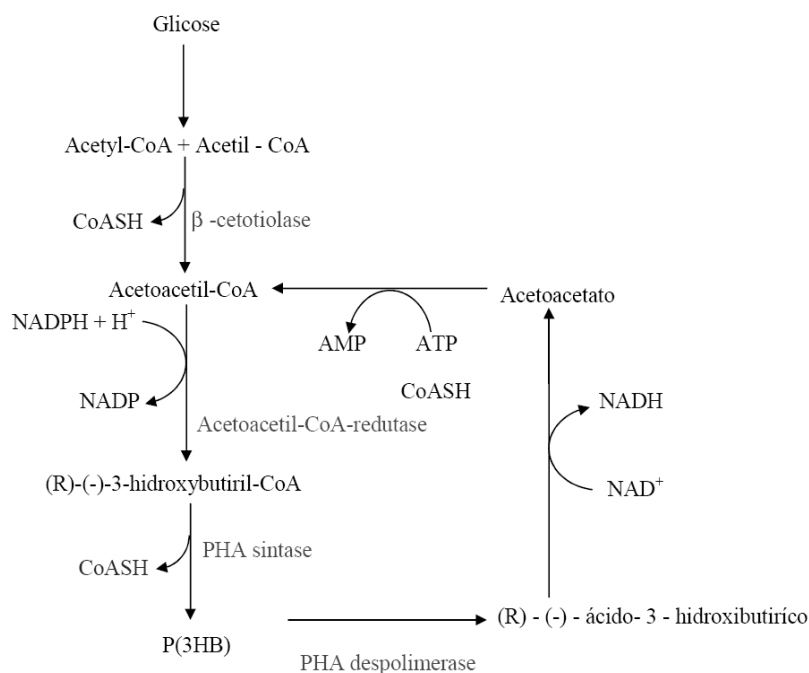 Glicose
Acetyl-CoA + Acetil - CoA
CoASH
β -cetotiolase
Acetoacetil-CoA
Acetoacetato
NADPH + H⁺
AMP
ATP
CoASH
NADP
NADH
Acetoacetil-CoA-redutase
(R)-(-)-3-hidroxybutiril-CoA
NAD⁺
PHA sintase
CoASH
(R) - (-) - ácido- 3 - hidroxibutiríco
P(3HB)
PHA despolimerase